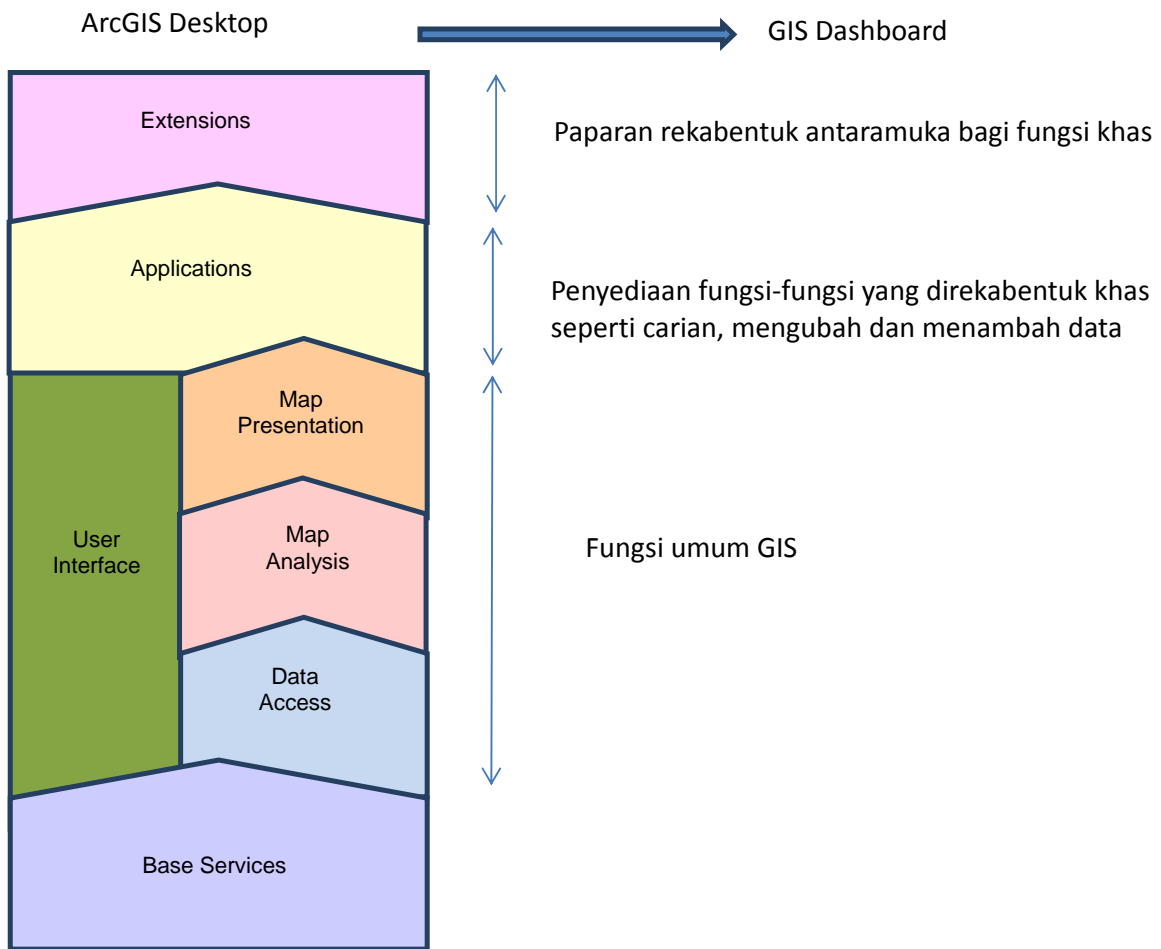 ArcGIS Desktop
GIS Dashboard
Extensions
Paparan rekabentuk antaramuka bagi fungsi khas
Applications
Penyediaan fungsi-fungsi yang direkabentuk khas
seperti carian, mengubah dan menambah data
Map
Presentation
User
Interface
Map
Analysis
Fungsi umum GIS
Data
Access
Base Services